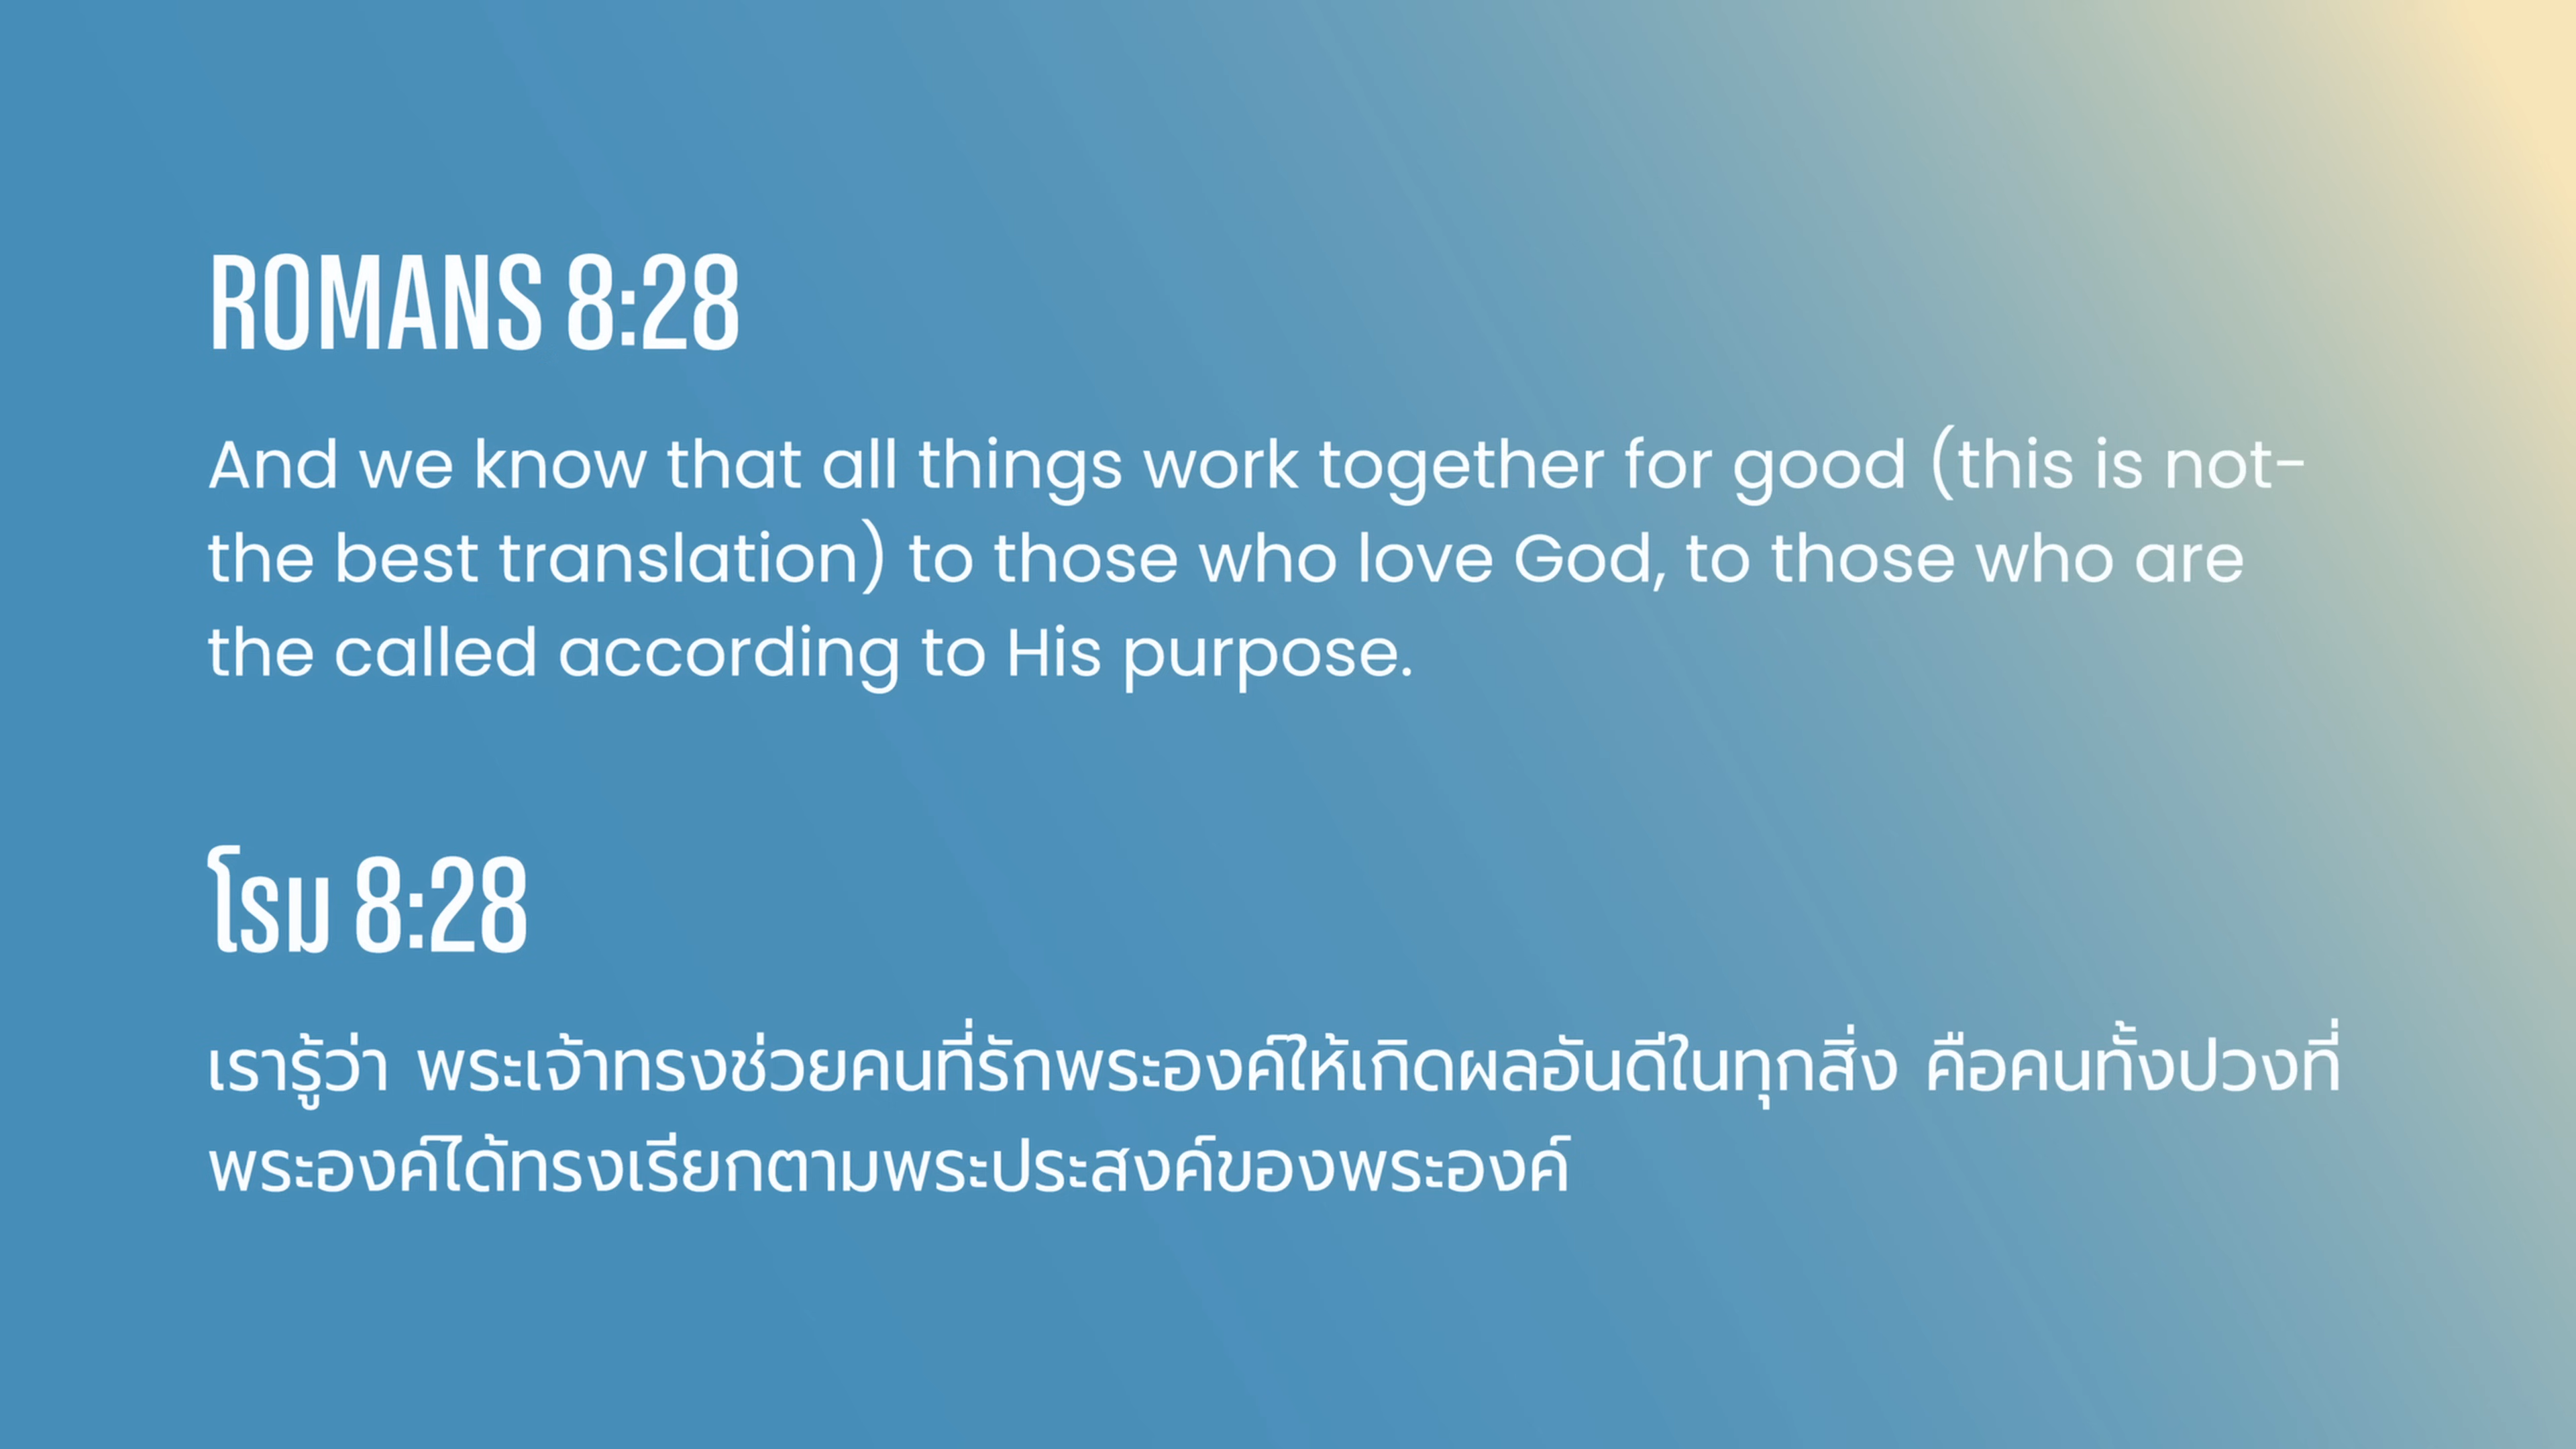 ROMANS 8:28
And we know that all things work together for good (this is not-
the best translation) to those who love God, to those who are
the called according to His purpose.
โรม 8:28
เรารู้ว่า พระเจ้าทรงช่วยคนที่รักพระองค์ให้เกิดผลอันดีในทุกสิ่ง คือคนทั้งปวงที่
พระองค์ได้ทรงเรียกตามพระประสงค์ของพระองค์